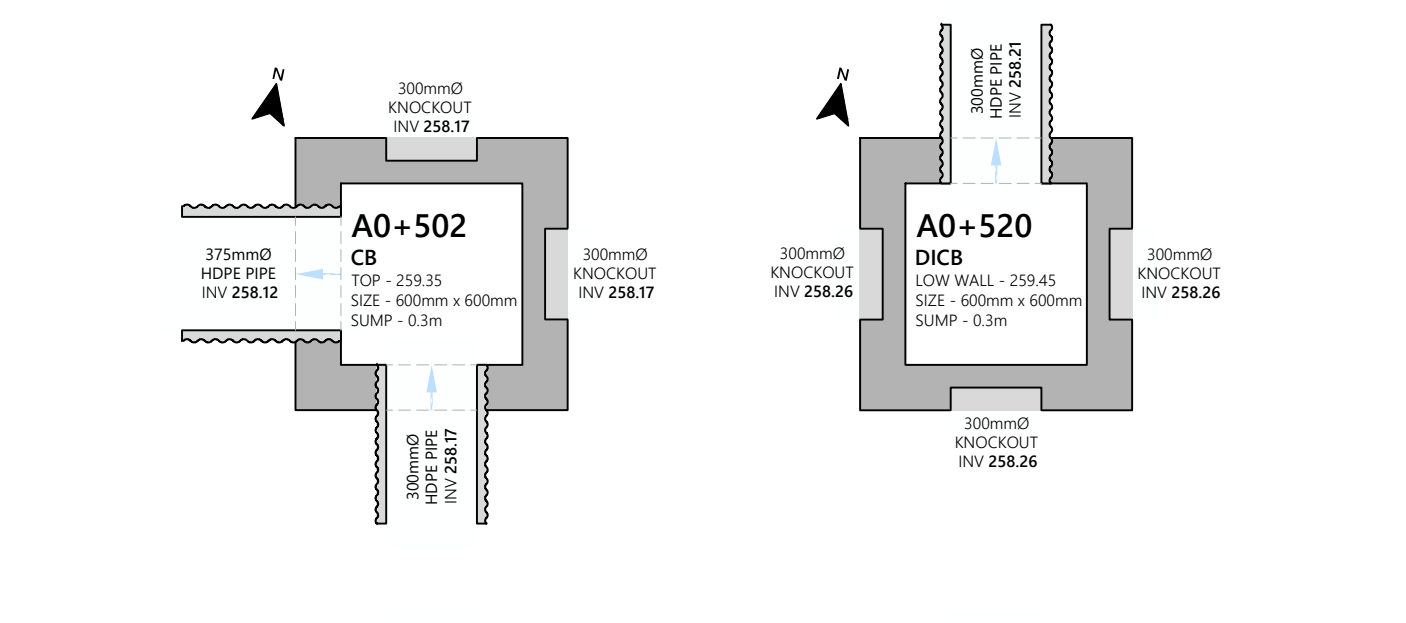 N
300mmØ
KNOCKOUT
INV 258.17
375mmØ
HDPE PIPE
INV 258.12
A0+502
CB
TOP - 259.35
SIZE - 600mm x 600mm
SUMP - 0.3m
300mmØ
KNOCKOUT
INV 258.17
300mmØ
HDPE PIPE
INV 258.17
N
300mmØ
HDPE PIPE
INV 258.21
300mmØ
KNOCKOUT
INV 258.26
A0+520
DICB
LOW WALL - 259.45
SIZE - 600mm x 600mm
SUMP - 0.3m
300mmØ
KNOCKOUT
INV 258.26
300mmØ
KNOCKOUT
INV 258.26